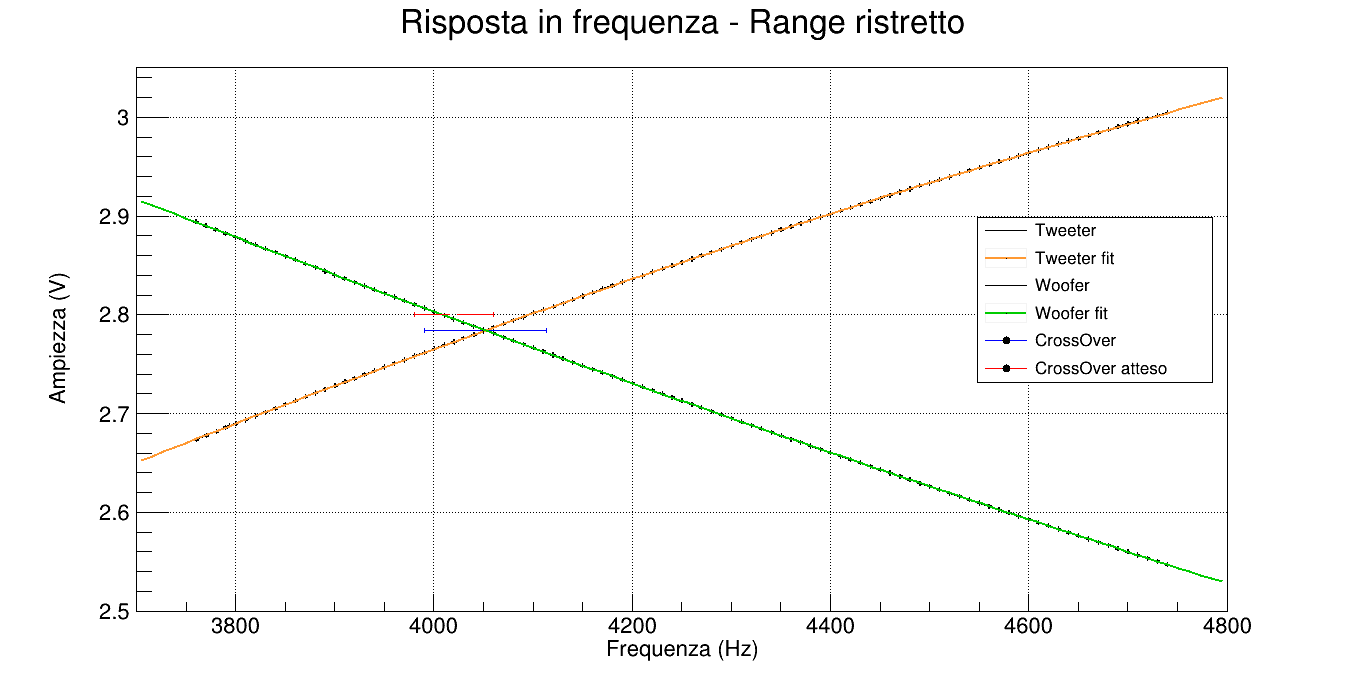 Risposta in frequenza - Range ristretto
Ampiezza (V)
3
2.9
2.8
2.7
2.6
2.5
Tweeter
Tweeter fit
Woofer
Woofer fit
CrossOver
CrossOver atteso
3800 4000 4200 4400 4600 4800
Frequenza (Hz)